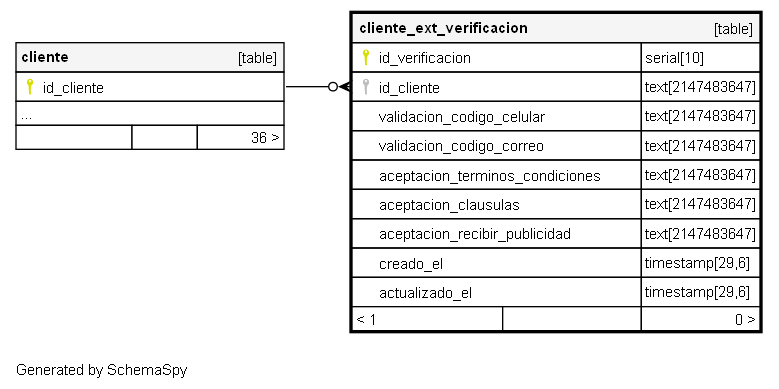 cliente [table]
id_cliente
...
36 >
cliente_ext_verificacion [table]
id_verificacion serial[10]
id_cliente text[2147483647]
validacion_codigo_celular text[2147483647]
validacion_codigo_correo text[2147483647]
aceptacion_terminos_condiciones text[2147483647]
aceptacion_clausulas text[2147483647]
aceptacion_recibir_publicidad text[2147483647]
creado_el timestamp[29,6]
actualizado_el timestamp[29,6]
< 1 0 >
Generated by SchemaSpy